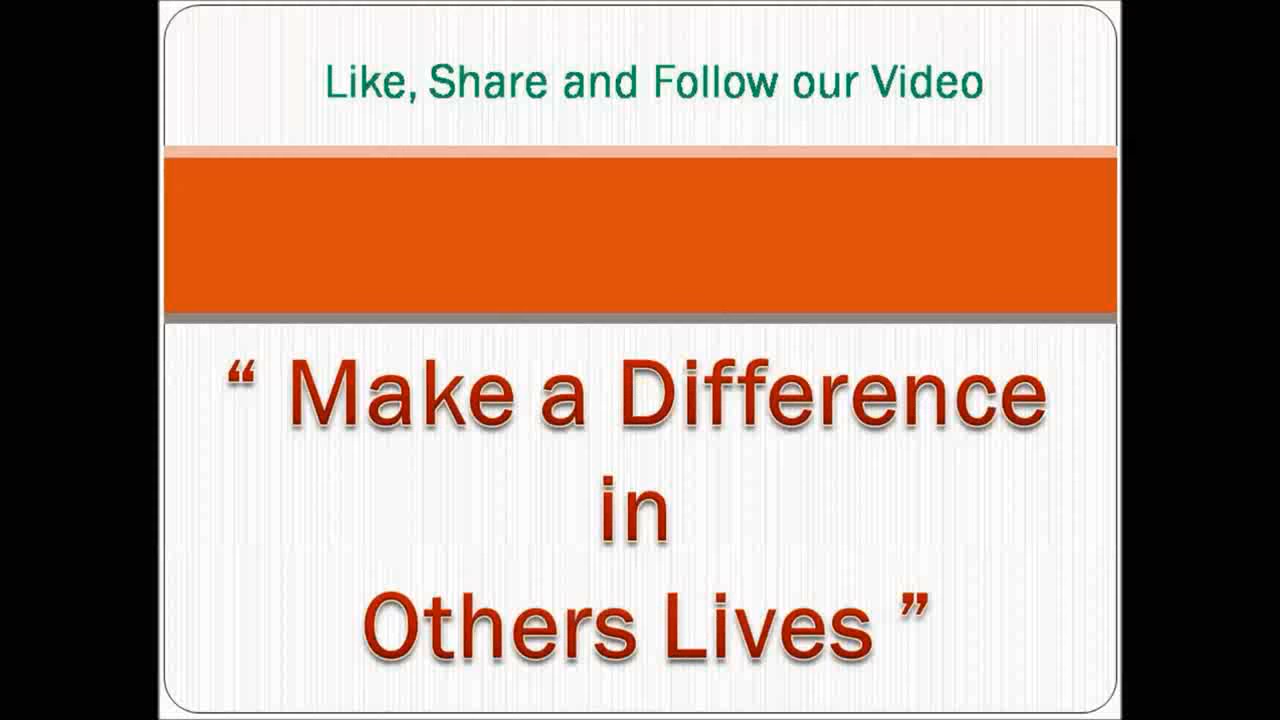 Like, Share and Follow our Video
“ Make a Difference
in
Others Lives ”